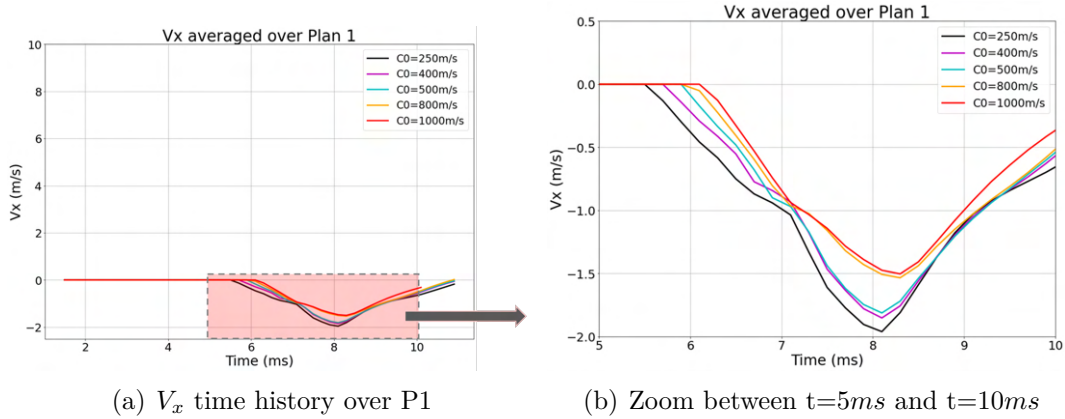 Vx averaged over Plan 1
10
8
6
4
2
0
−2
Vx (m/s)
2
4
6
8
10
Time (ms)
C0=250m/s
C0=400m/s
C0=500m/s
C0=800m/s
C0=1000m/s
(a) Vx time history over P1
Vx averaged over Plan 1
0.5
0.0
−0.5
−1.0
−1.5
−2.0
Vx (m/s)
5
6
7
8
9
10
Time (ms)
C0=250m/s
C0=400m/s
C0=500m/s
C0=800m/s
C0=1000m/s
(b) Zoom between t=5ms and t=10ms